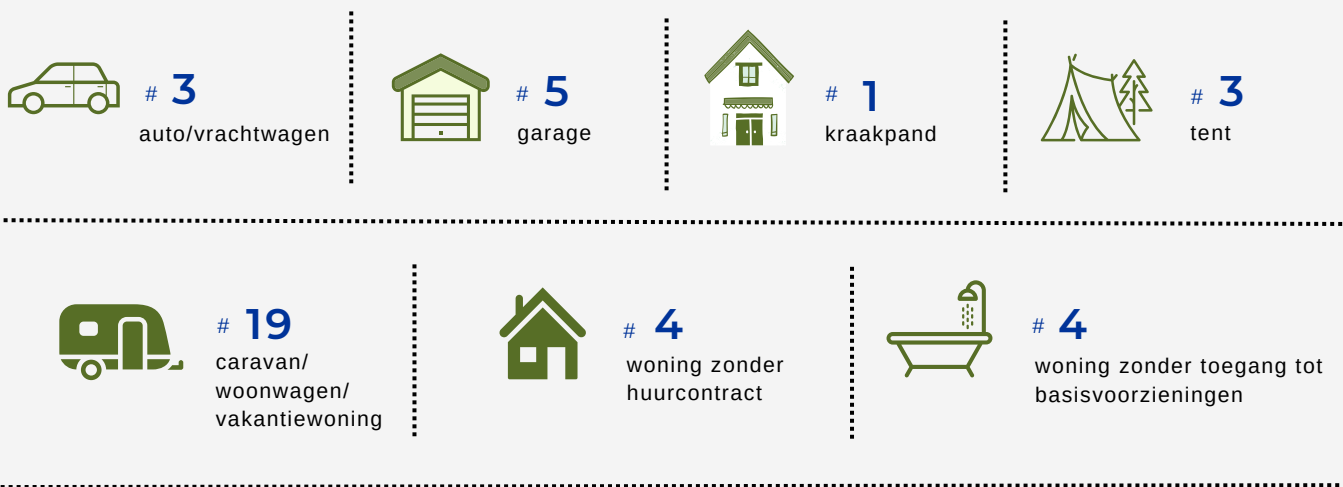 # 3
auto/vrachtwagen
# 5
garage
# 1
kraakpand
# 3
tent
# 19
caravan/
woonwagen/
vakantiewoning
# 4
woning zonder
huurcontract
# 4
woning zonder toegang tot
basisvoorzieningen